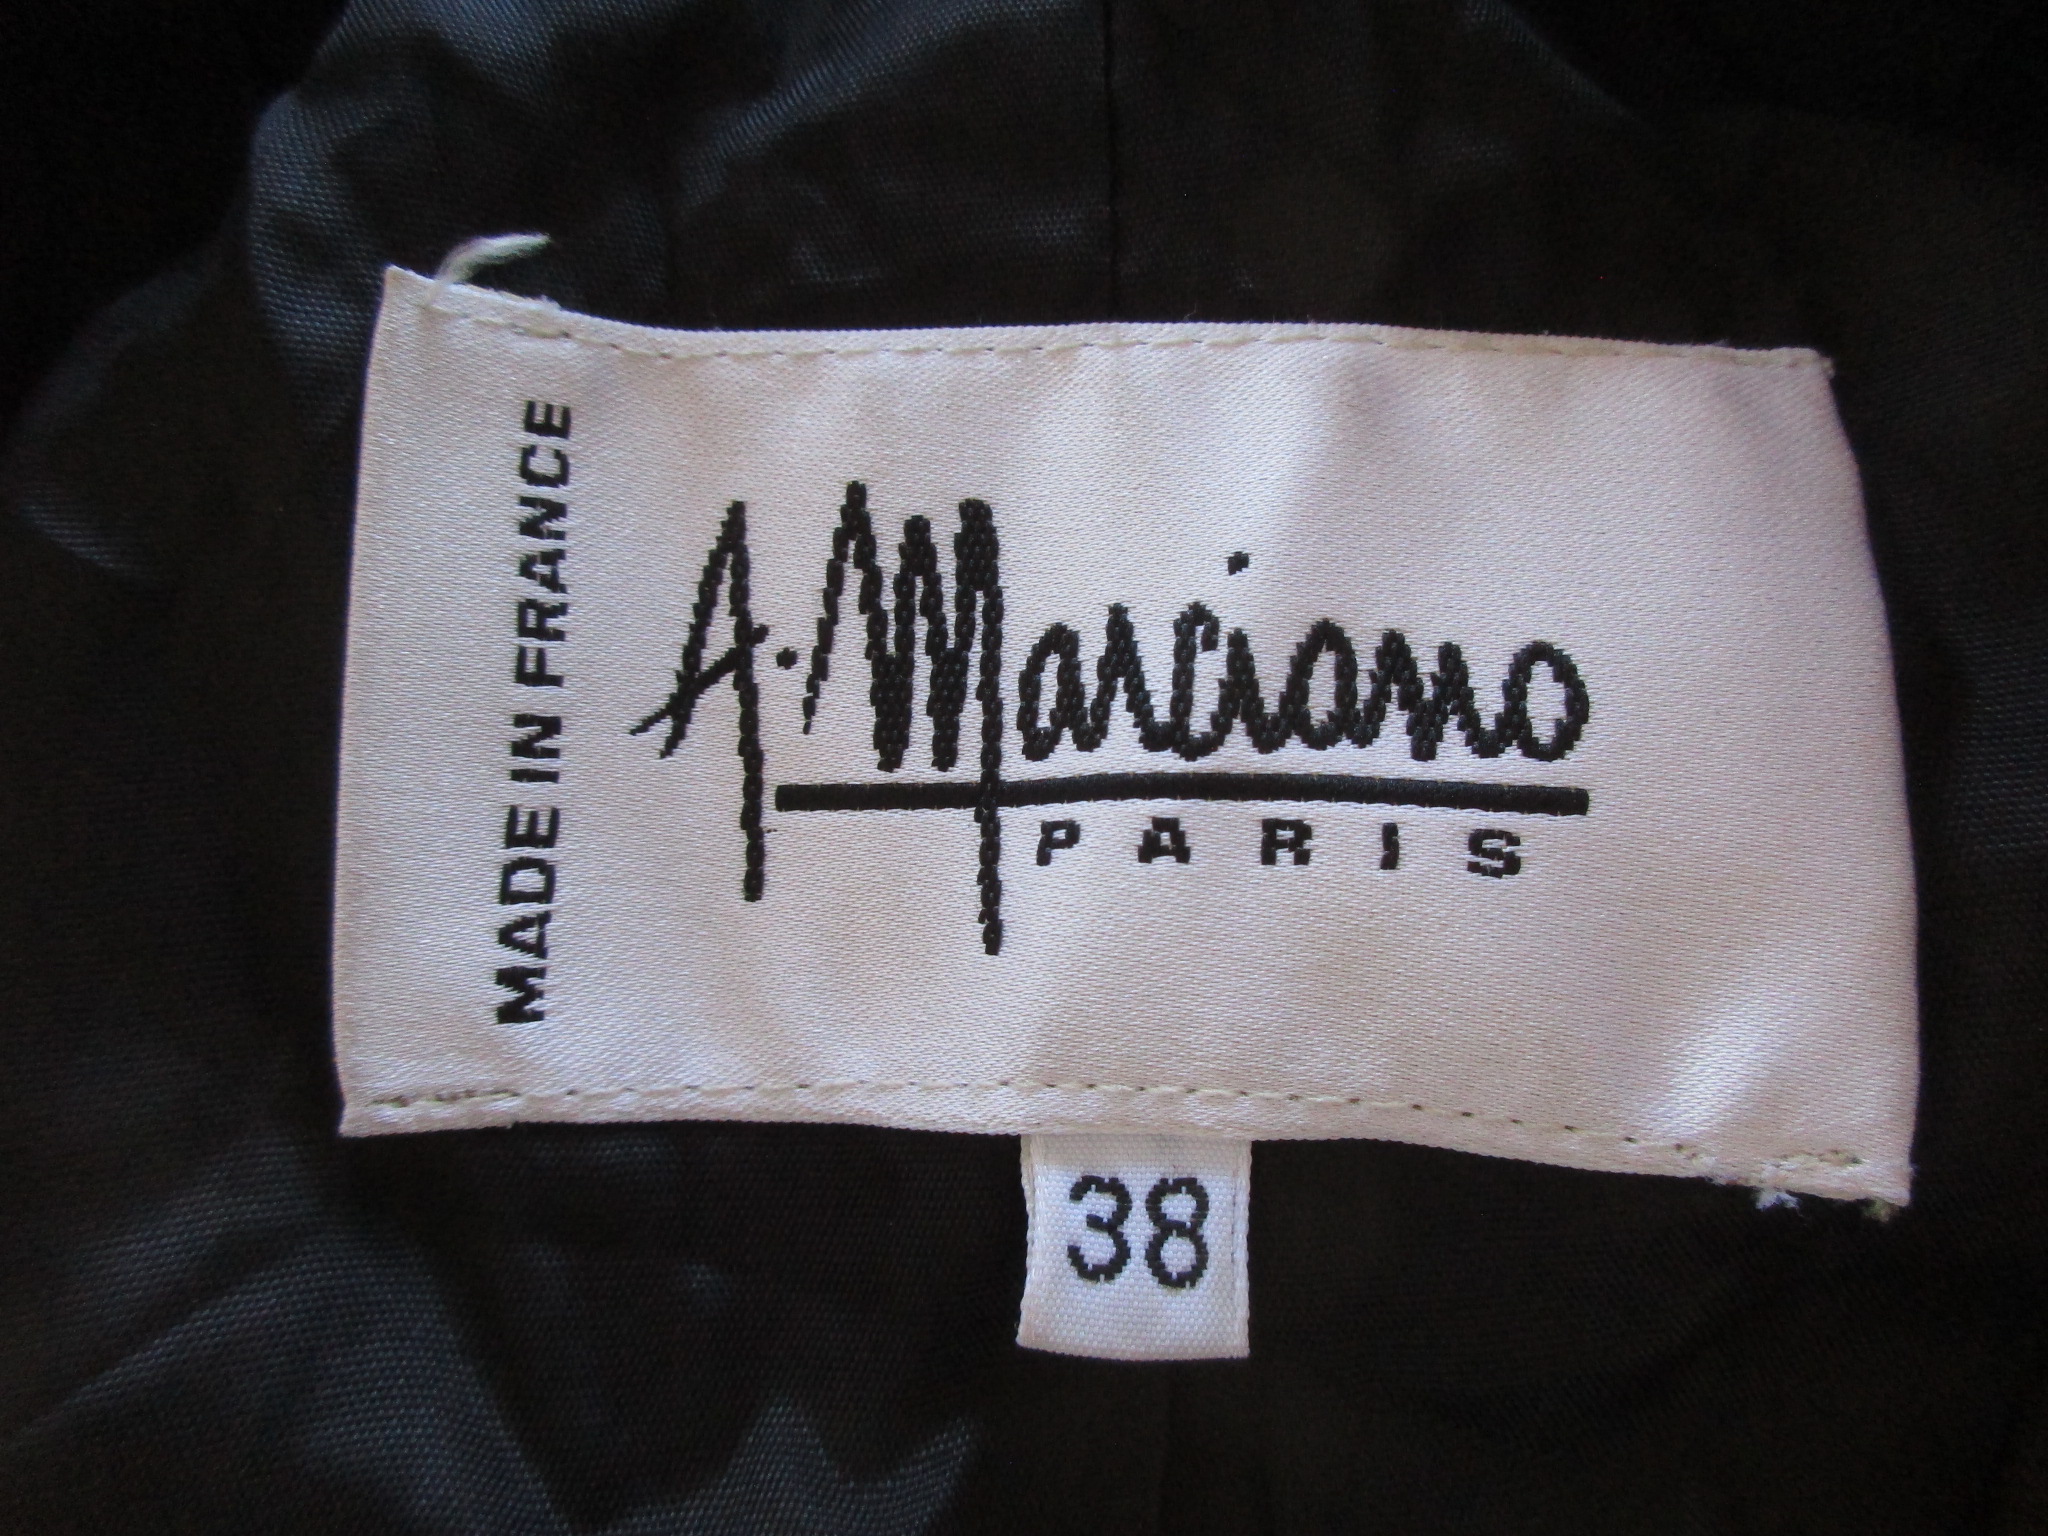 MADE IN FRANCE
A. Marciano
PARIS
38